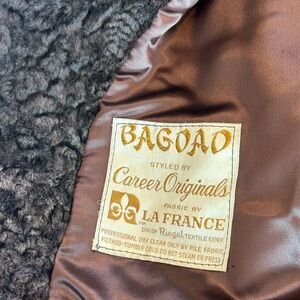 BAGDAD
STYLED BY
Career Originals
FABRIC BY
LA FRANCE
DIV. OF Riegel TEXTILE CORP.
PROFESSIONAL DRY CLEAN ONLY BY PILE FABRIC
METHOD-TUMBLE COLD. DO NOT STEAM OR PRESS